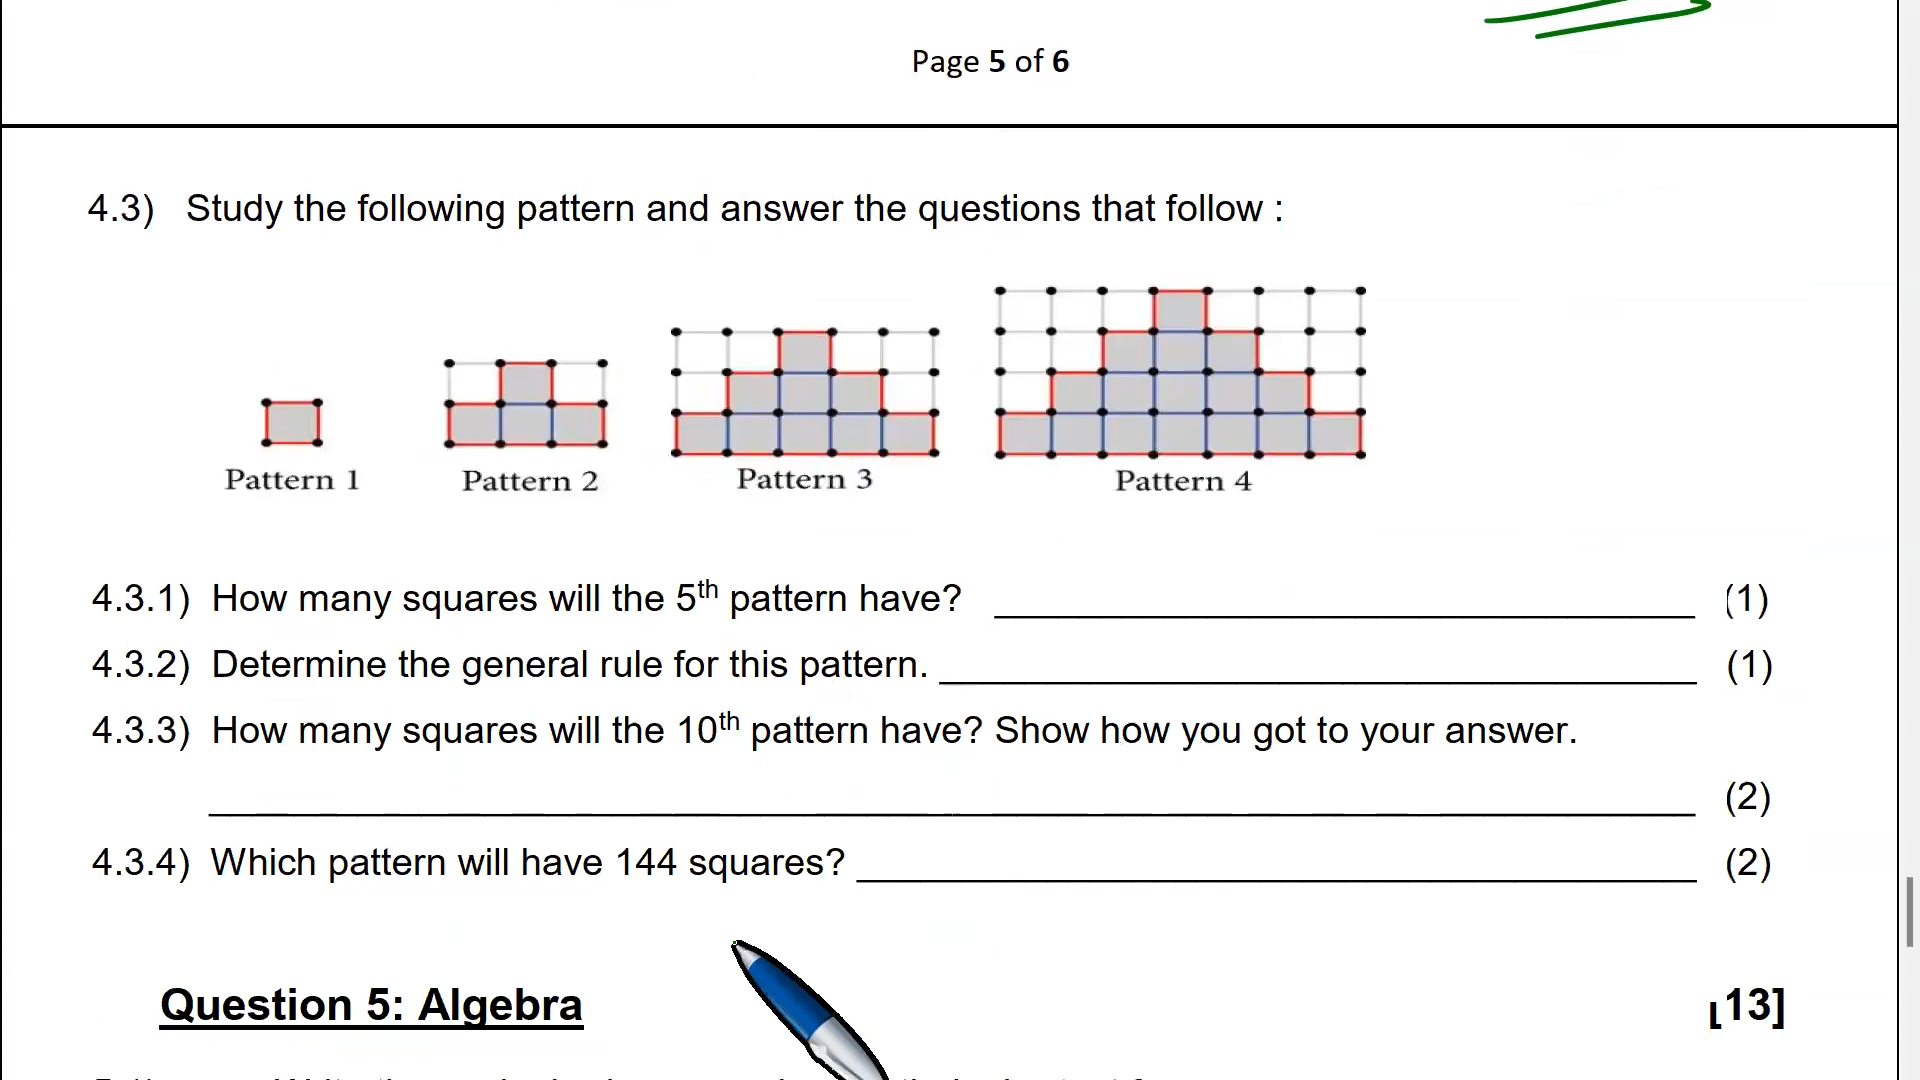 Page 5 of 6
4.3) Study the following pattern and answer the questions that follow :
Pattern 1 Pattern 2 Pattern 3 Pattern 4
4.3.1) How many squares will the 5th pattern have? ______________________________ (1)
4.3.2) Determine the general rule for this pattern. ______________________________ (1)
4.3.3) How many squares will the 10th pattern have? Show how you got to your answer.
______________________________ (2)
4.3.4) Which pattern will have 144 squares? ______________________________ (2)
Question 5: Algebra [13]